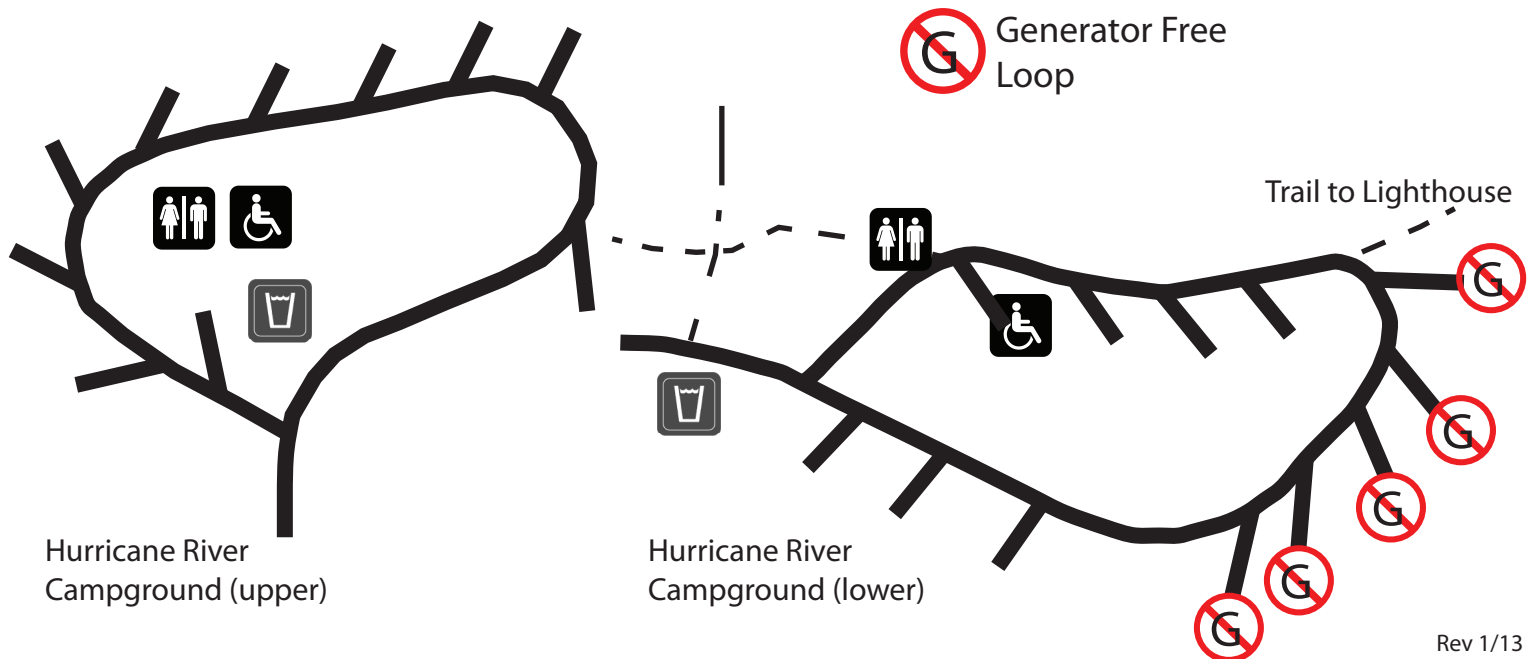 G
Generator Free
Loop
Trail to Lighthouse
G
G
G
G
G
Hurricane River
Campground (upper)
Hurricane River
Campground (lower)
Rev 1/13